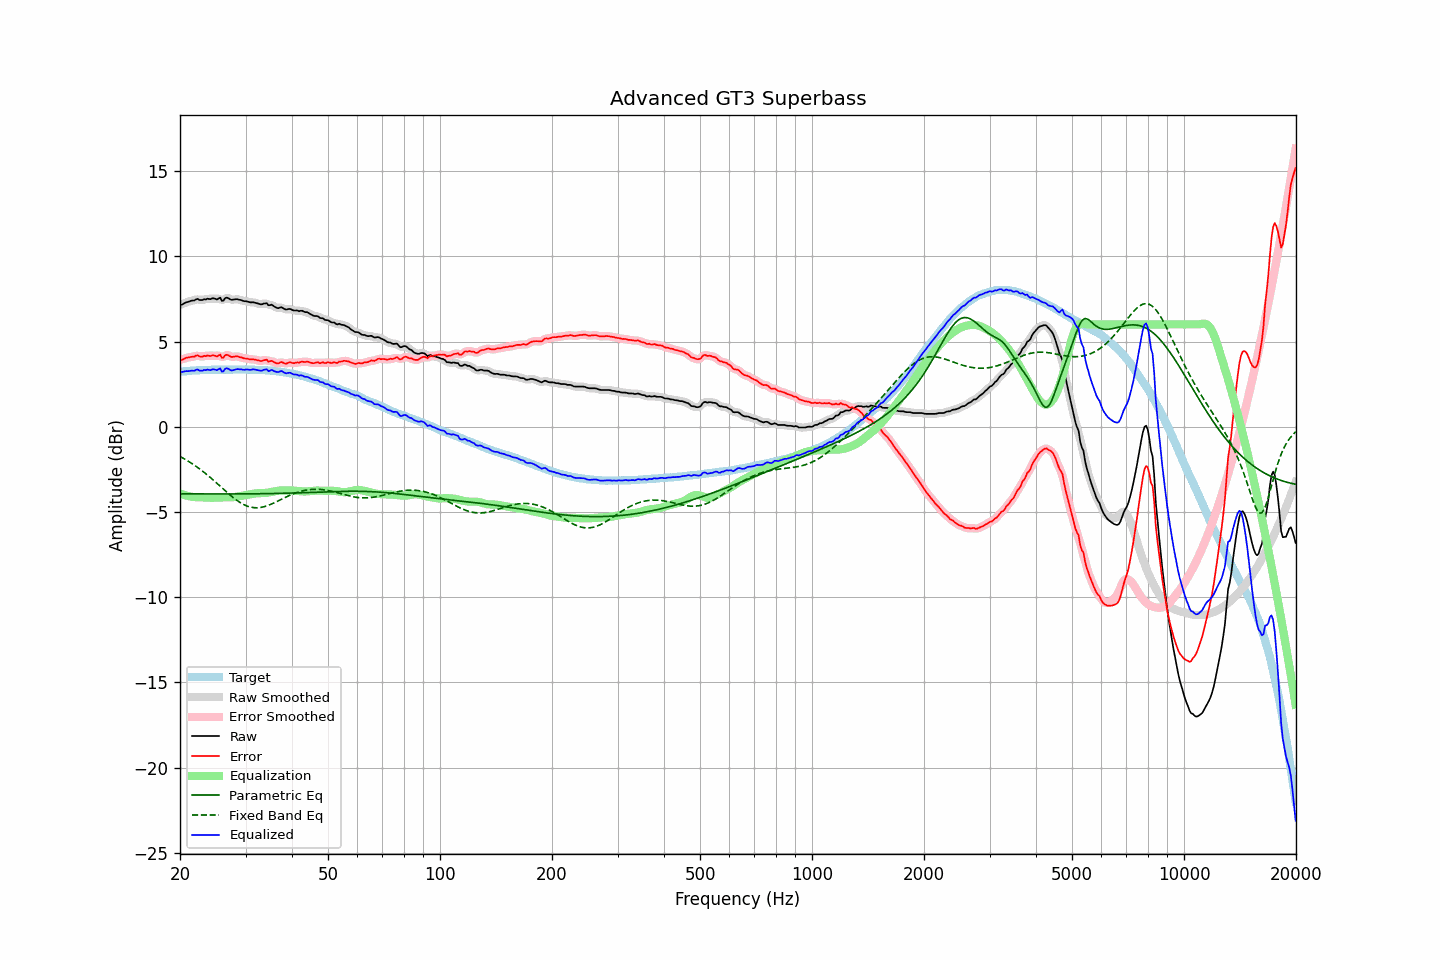 Advanced GT3 Superbass
Amplitude (dBr)
15
10
5
0
−5
−10
−15
−20
−25
Target
Raw Smoothed
Error Smoothed
Raw
Error
Equalization
Parametric Eq
Fixed Band Eq
Equalized
20
50
100
200
500
1000
2000
5000
10000
20000
Frequency (Hz)